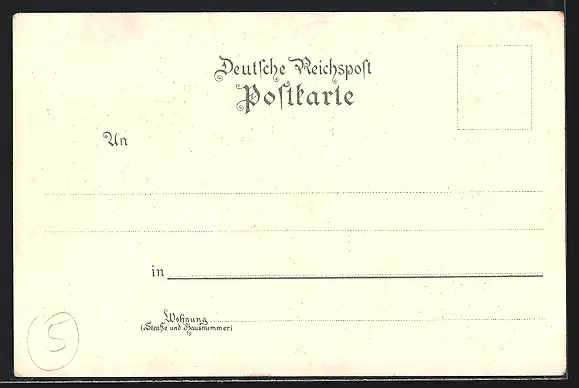 Deutſche Reichspoſt
Poſtkarte
An
in
Wohnung
(Straße und Hausnummer)
5